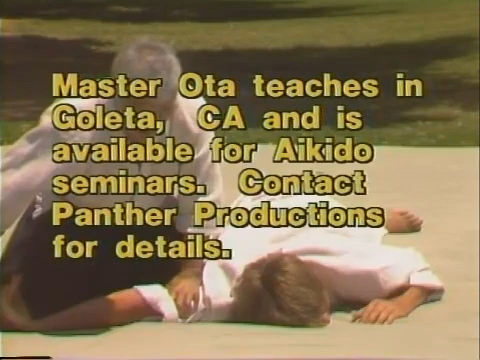 Master Ota teaches in
Goleta, CA and is
available for Aikido
seminars. Contact
Panther Productions
for details.